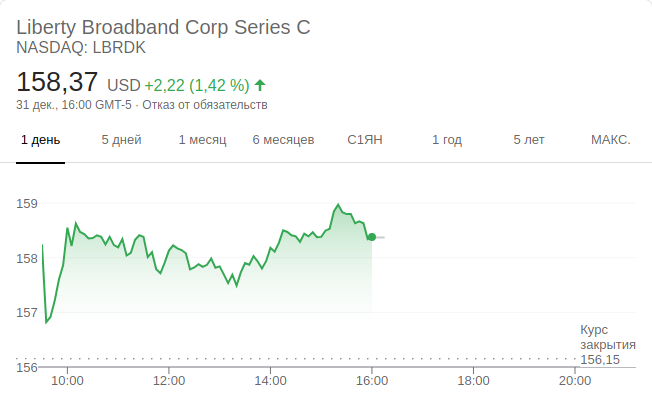 Liberty Broadband Corp Series C
NASDAQ: LBRDK
158,37 USD +2,22 (1,42 %)
31 дек., 16:00 GMT-5 · Отказ от обязательств
1 день 5 дней 1 месяц 6 месяцев С1ЯН 1 год 5 лет МАКС.
159
158
157
Курс
закрытия
156,15
156
10:00 12:00 14:00 16:00 18:00 20:00